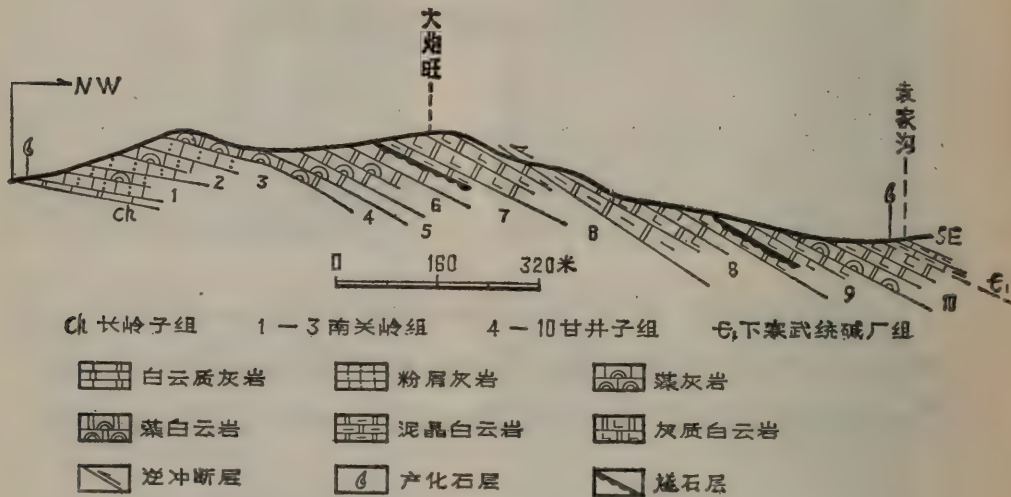 大炮旺
NW
袁家沟
1 2 3 4 5 6 7 8 8 9 10
Ch
SE
Є₁
0 160 320米
Ch 长岭子组 1－3南关岭组 4－10甘井子组 Є₁下寒武统碱厂组
白云质灰岩 粉屑灰岩 藻灰岩
藻白云岩 泥晶白云岩 灰质白云岩
逆冲断层 产化石层 燧石层